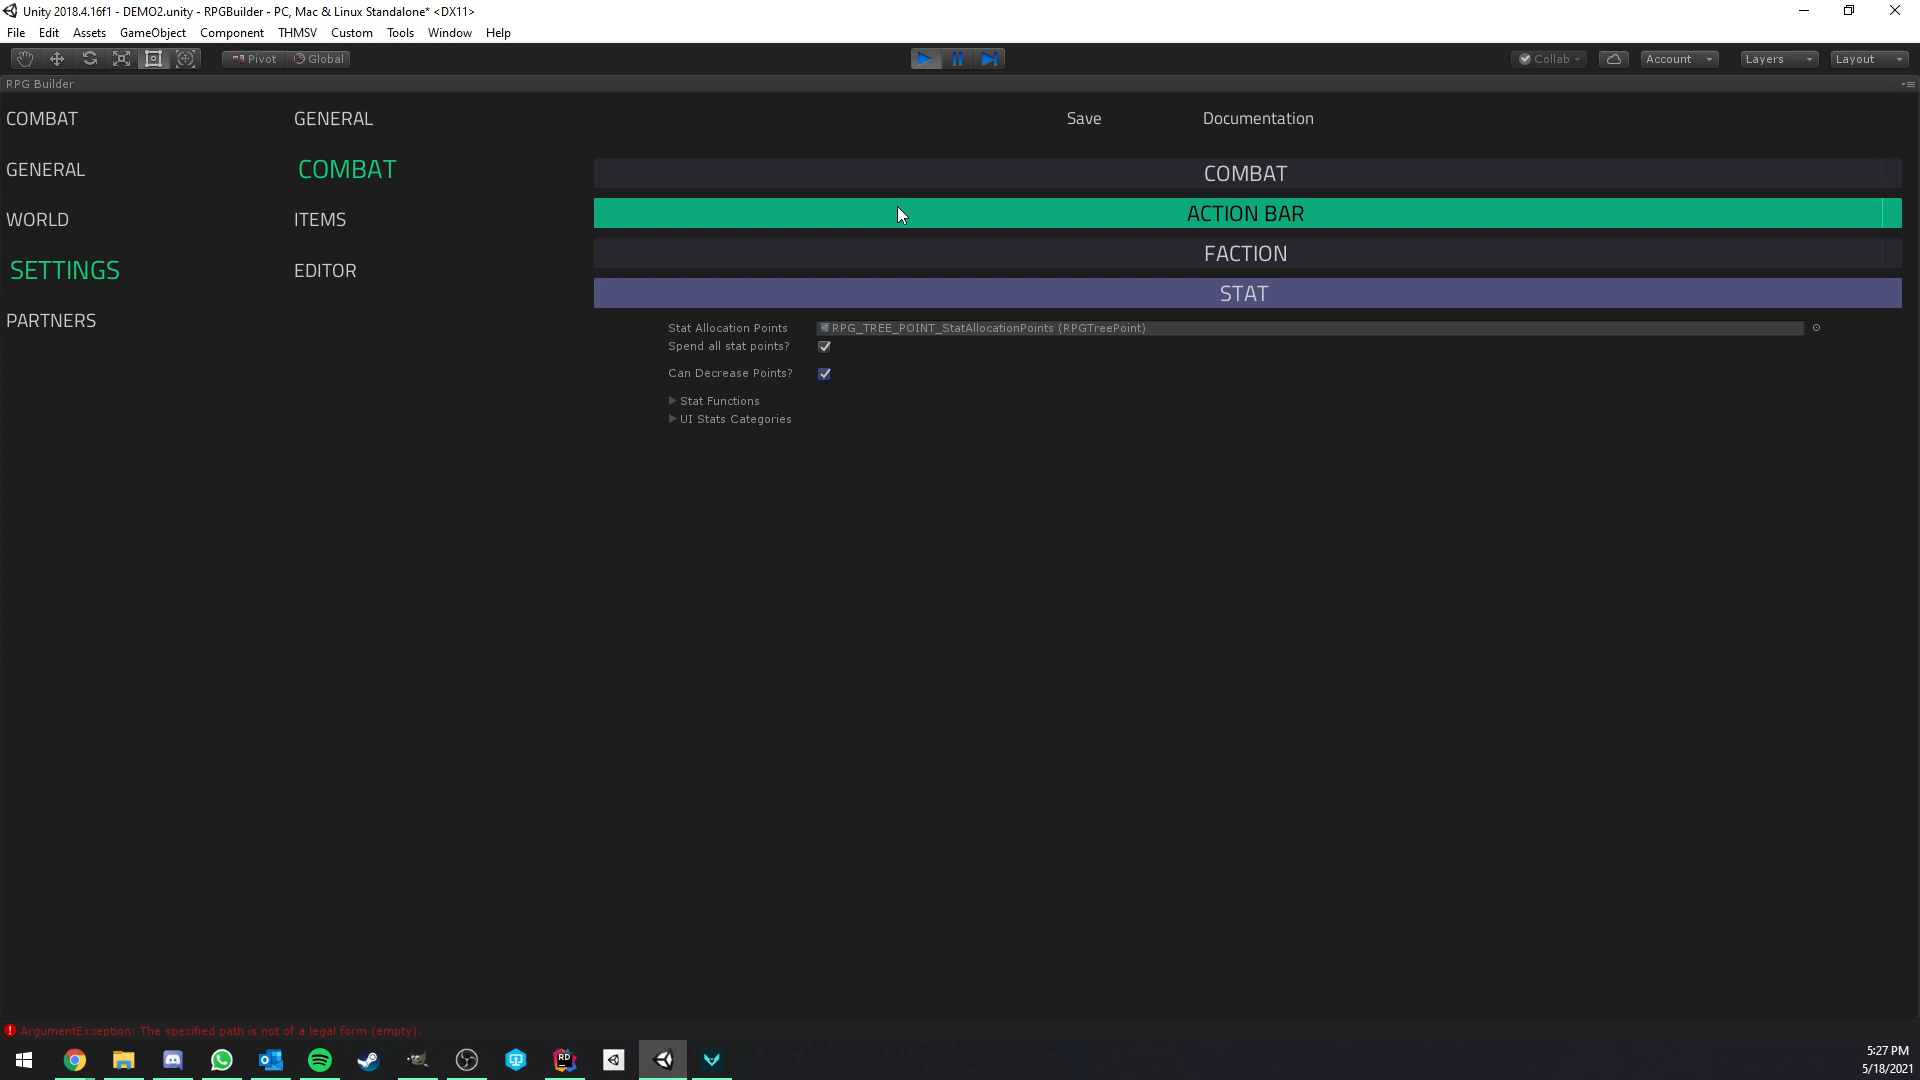 Unity 2018.4.16f1 - DEMO2.unity - RPGBuilder - PC, Mac & Linux Standalone* <DX11>
File Edit Assets GameObject Component THMSV Custom Tools Window Help
Pivot Global Collab Account Layers Layout
RPG Builder
COMBAT GENERAL Save Documentation
GENERAL COMBAT COMBAT
WORLD ITEMS ACTION BAR
SETTINGS EDITOR FACTION
PARTNERS STAT
Stat Allocation Points RPG_TREE_POINT_StatAllocationPoints (RPGTreePoint)
Spend all stat points?
Can Decrease Points?
Stat Functions
UI Stats Categories
ArgumentException: The specified path is not of a legal form (empty).
RD
5:27 PM
5/18/2021